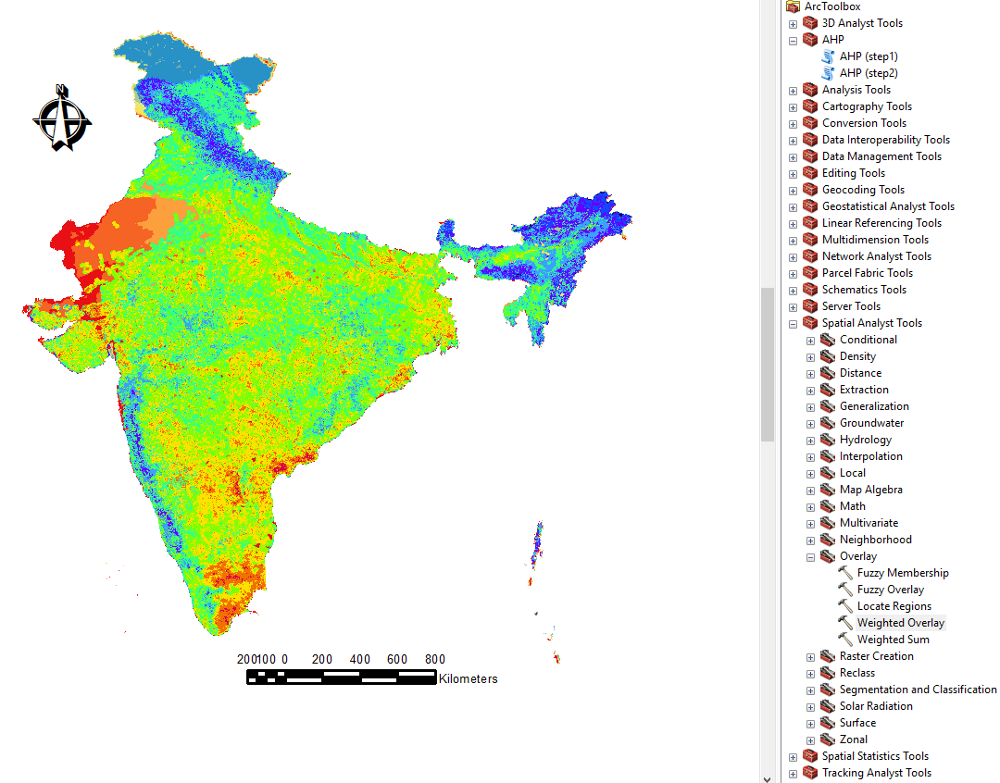 N
200100 0 200 400 600 800
Kilometers
ArcToolbox
3D Analyst Tools
AHP
AHP (step1)
AHP (step2)
Analysis Tools
Cartography Tools
Conversion Tools
Data Interoperability Tools
Data Management Tools
Editing Tools
Geocoding Tools
Geostatistical Analyst Tools
Linear Referencing Tools
Multidimension Tools
Network Analyst Tools
Parcel Fabric Tools
Schematics Tools
Server Tools
Spatial Analyst Tools
Conditional
Density
Distance
Extraction
Generalization
Groundwater
Hydrology
Interpolation
Local
Map Algebra
Math
Multivariate
Neighborhood
Overlay
Fuzzy Membership
Fuzzy Overlay
Locate Regions
Weighted Overlay
Weighted Sum
Raster Creation
Reclass
Segmentation and Classification
Solar Radiation
Surface
Zonal
Spatial Statistics Tools
Tracking Analyst Tools